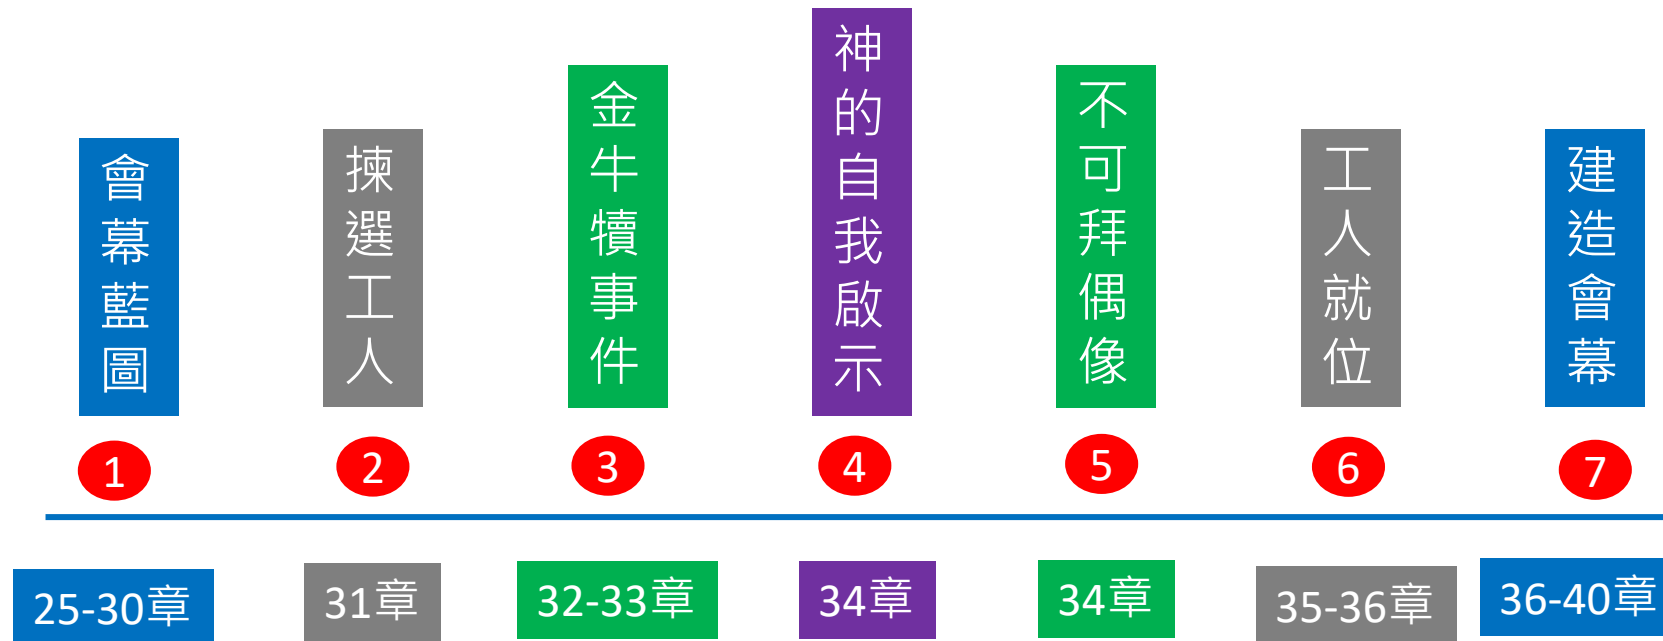 會幕藍圖
揀選工人
金牛犢事件
神的自我啟示
不可拜偶像
工人就位
建造會幕
1
2
3
4
5
6
7
25-30章
31章
32-33章
34章
34章
35-36章
36-40章